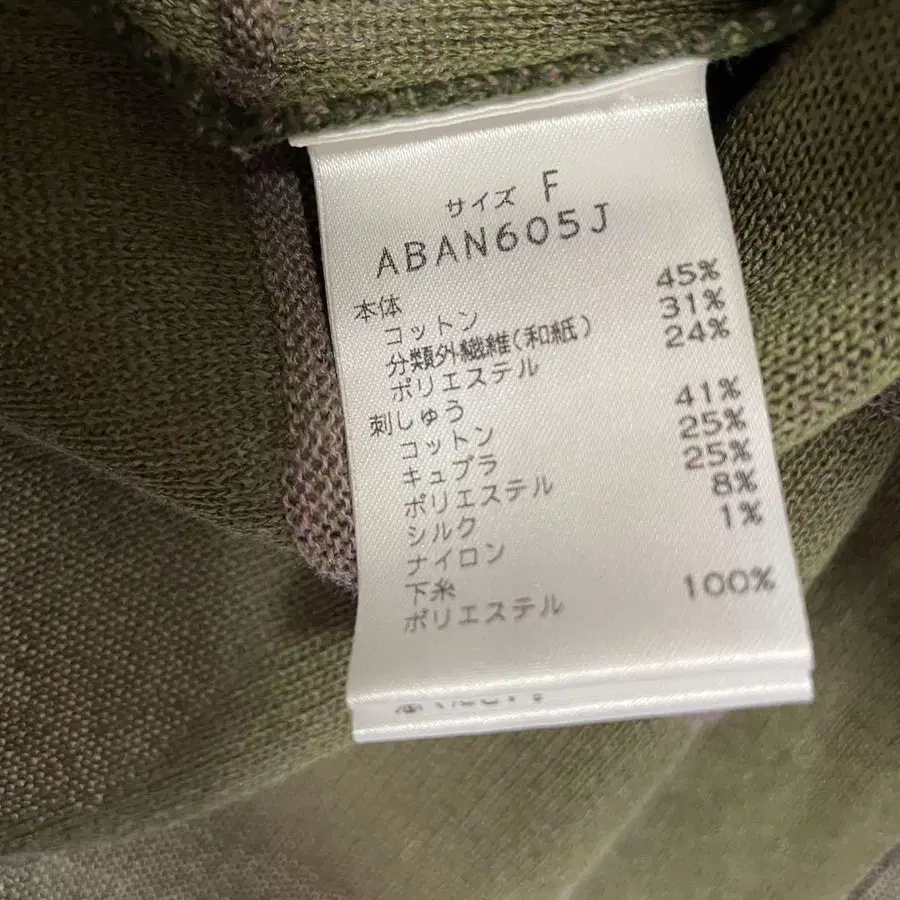 サイズ F
ABAN605J
本体
コットン 45%
分類外繊維(和紙) 31%
ポリエステル 24%
刺しゅう
コットン 41%
キュプラ 25%
ポリエステル 25%
シルク 8%
ナイロン 1%
下糸
ポリエステル 100%